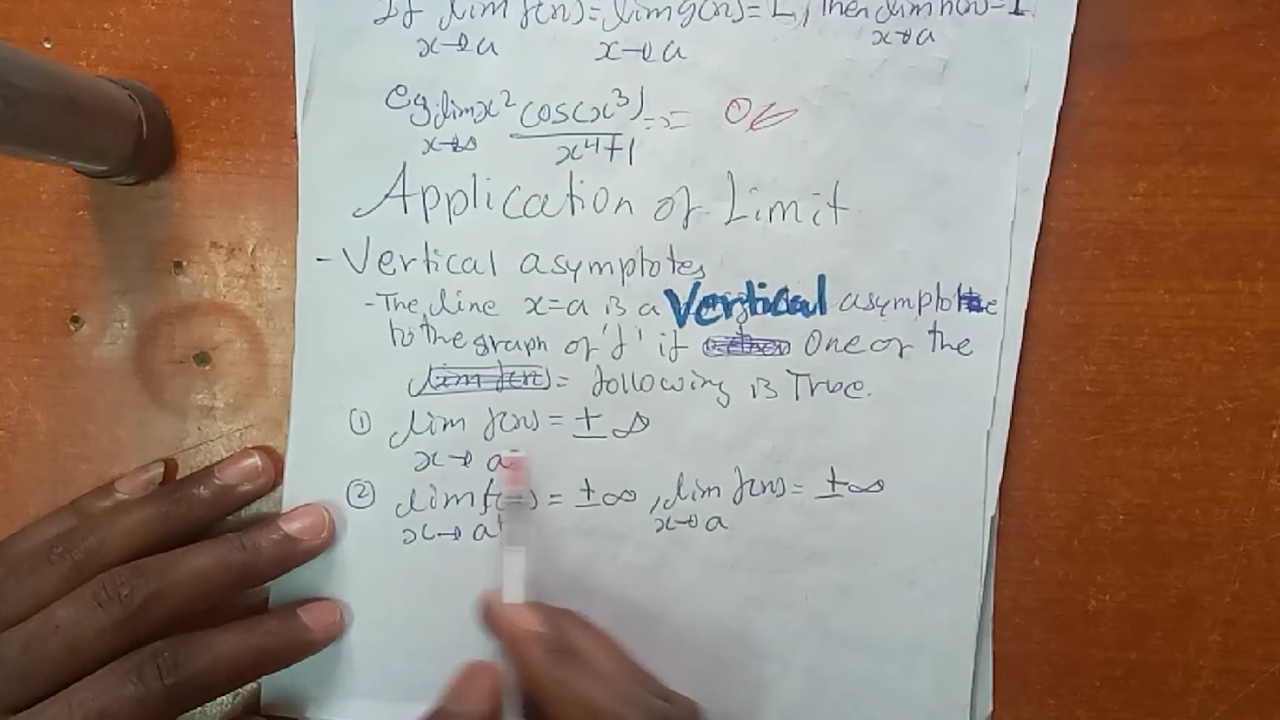 If lim f(x) = lim g(x) = L, then lim h(x) = L
x→a x→a x→a
eg lim x² cos(x³) / x⁴+1 = 0
x→∞
Application of Limit
- Vertical asymptotes
- The line x=a is a Vertical asymptote
to the graph of 'f' if One of the
= following is True.
① lim f(x) = ± ∞
x→a
② lim f(x) = ±∞, lim f(x) = ±∞
x→a⁺ x→a